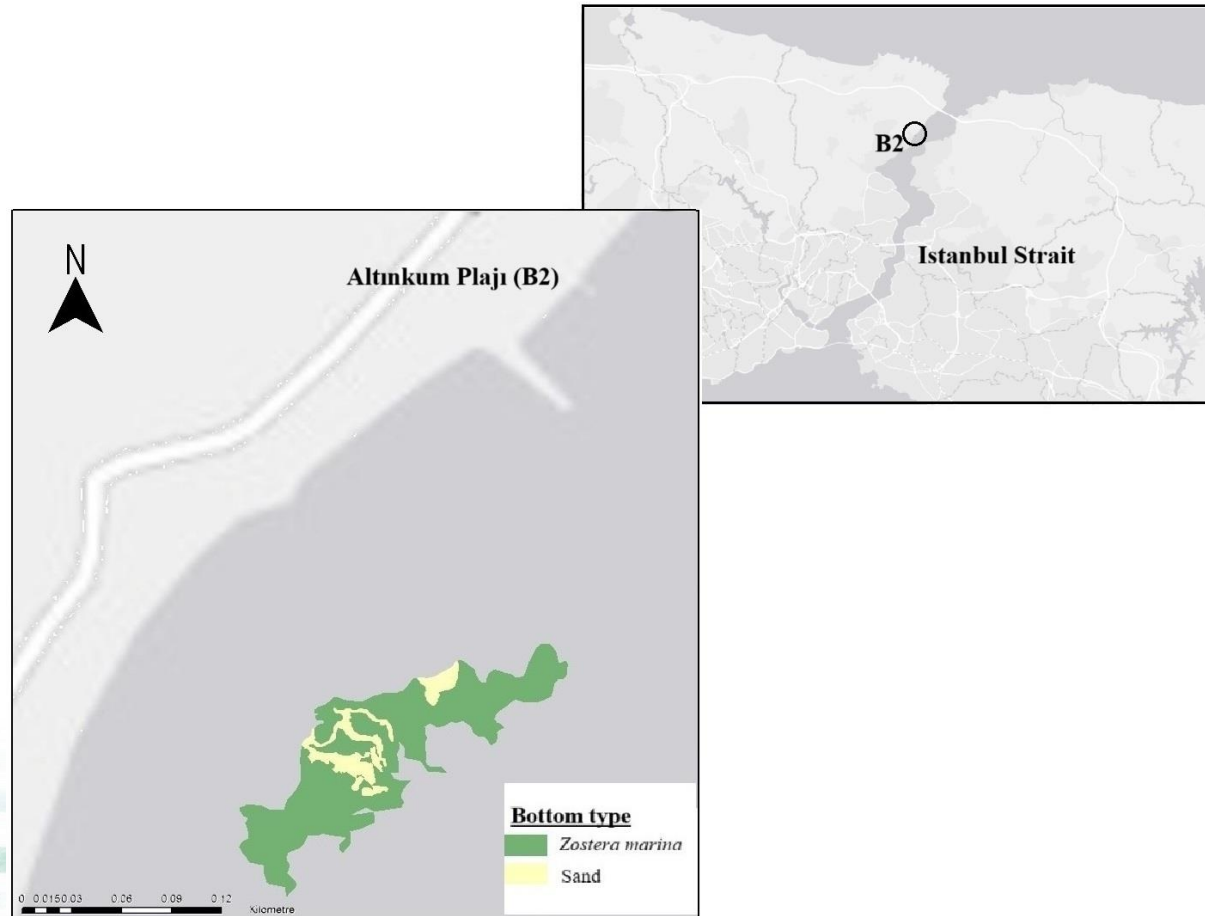 B2
Istanbul Strait
N
Altınkum Plajı (B2)
Bottom type
Zostera marina
Sand
0 0.0150.03 0.06 0.09 0.12
Kilometre